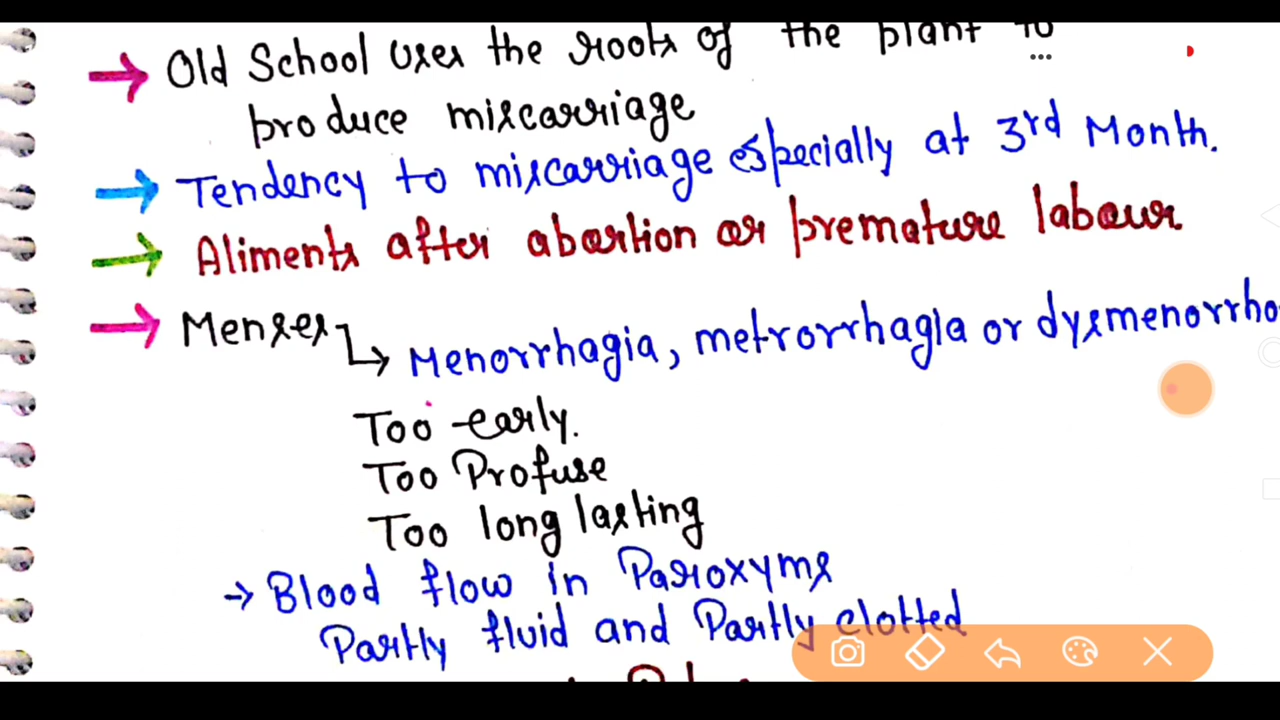 → Old School uses the roots of the plant to
produce miscarriage
→ Tendency to miscarriage especially at 3rd Month.
→ Aliments after abortion or premature labour
→ Menses
↳ Menorrhagia, metrorrhagia or dysmenorrho
Too early.
Too Profuse
Too long lasting
→ Blood flow in Paroxyms
Partly fluid and Partly clotted